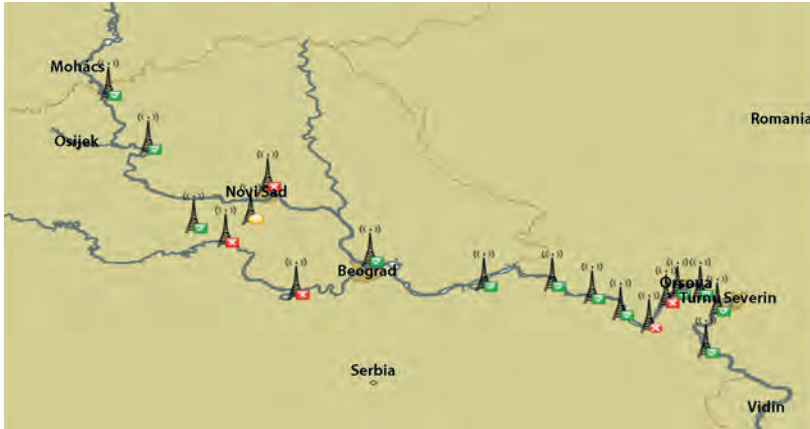 Mohács
Romania
Osijek
Novi Sad
Beograd
Orsova
Turnu Severin
Serbia
Vidin